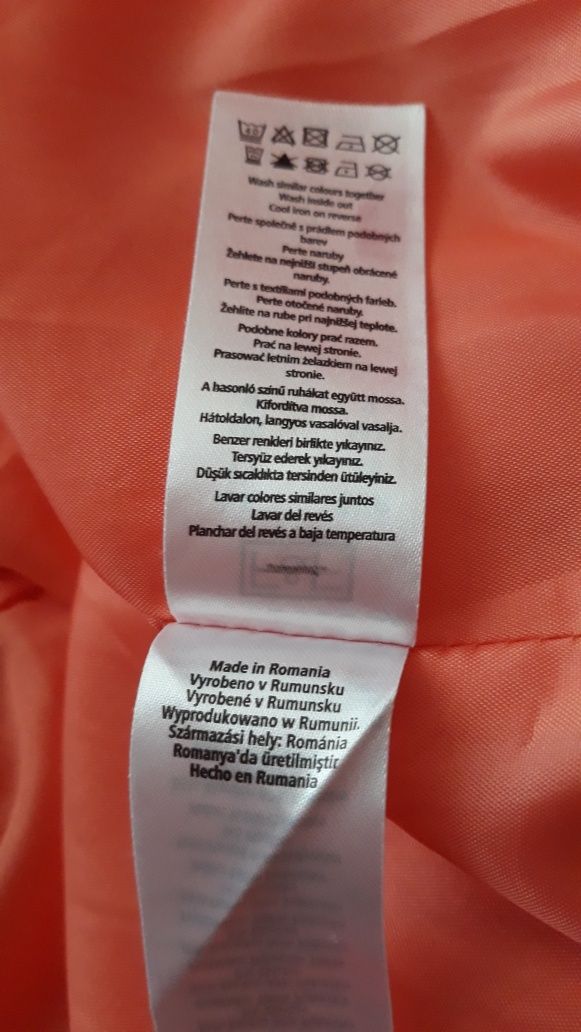 40
Wash similar colours together
Wash inside out
Cool iron on reverse
Perte společně s prádlem podobných
barev
Perte naruby
Žehlete na nejnižší stupeň obrácené
naruby.
Perte s textíliami podobných farieb.
Perte otočené naruby.
Žehlite na rube pri najnižšej teplote.
Podobne kolory prać razem.
Prać na lewej stronie.
Prasować letnim żelazkiem na lewej
stronie.
A hasonló színű ruhákat együtt mossa.
Kifordítva mossa.
Hátoldalon, langyos vasalóval vasalja.
Benzer renkleri birlikte yıkayınız.
Tersyüz ederek yıkayınız.
Düşük sıcaklıkta tersinden ütüleyiniz.
Lavar colores similares juntos
Lavar del revés
Planchar del revés a baja temperatura
Made in Romania
Vyrobeno v Rumunsku
Vyrobené v Rumunsku
Wyprodukowano w Rumunii.
Származási hely: Románia
Romanya'da üretilmiştir
Hecho en Rumania